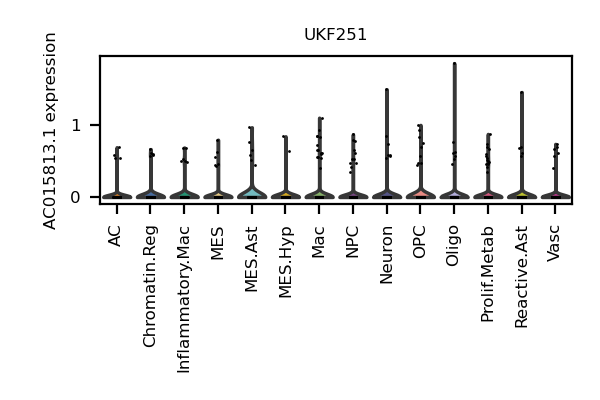 UKF251
AC015813.1 expression
1
0
AC
Chromatin.Reg
Inflammatory.Mac
MES
MES.Ast
MES.Hyp
Mac
NPC
Neuron
OPC
Oligo
Prolif.Metab
Reactive.Ast
Vasc